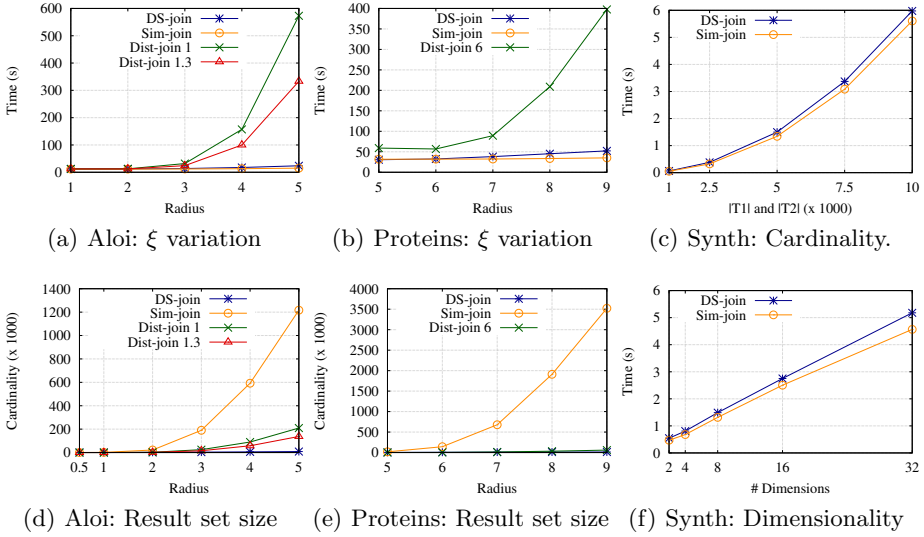 DS-join
Sim-join
Dist-join 1
Dist-join 1.3
Time (s)
600
500
400
300
200
100
0
1 2 3 4 5
Radius
(a) Aloi: ξ variation
DS-join
Sim-join
Dist-join 6
Time (s)
400
350
300
250
200
150
100
50
0
5 6 7 8 9
Radius
(b) Proteins: ξ variation
DS-join
Sim-join
Time (s)
6
5
4
3
2
1
0
1 2.5 5 7.5 10
|T1| and |T2| (x 1000)
(c) Synth: Cardinality.
DS-join
Sim-join
Dist-join 1
Dist-join 1.3
Cardinality (x 1000)
1400
1200
1000
800
600
400
200
0
0.5 1 2 3 4 5
Radius
(d) Aloi: Result set size
DS-join
Sim-join
Dist-join 6
Cardinality (x 1000)
4000
3500
3000
2500
2000
1500
1000
500
0
5 6 7 8 9
Radius
(e) Proteins: Result set size
DS-join
Sim-join
Time (s)
6
5
4
3
2
1
0
2 4 8 16 32
# Dimensions
(f) Synth: Dimensionality